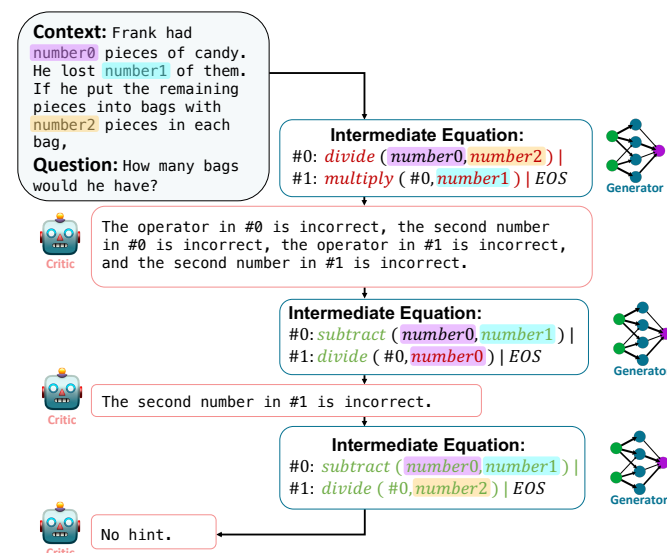 Context: Frank had
number0 pieces of candy.
He lost number1 of them.
If he put the remaining
pieces into bags with
number2 pieces in each
bag,
Question: How many bags
would he have?
Intermediate Equation:
#0: divide ( number0, number2 ) |
#1: multiply ( #0, number1 ) | EOS
Generator
The operator in #0 is incorrect, the second number
in #0 is incorrect, the operator in #1 is incorrect,
and the second number in #1 is incorrect.
Critic
Intermediate Equation:
#0: subtract ( number0, number1 ) |
#1: divide ( #0, number0 ) | EOS
Generator
The second number in #1 is incorrect.
Critic
Intermediate Equation:
#0: subtract ( number0, number1 ) |
#1: divide ( #0, number2 ) | EOS
Generator
No hint.
Critic